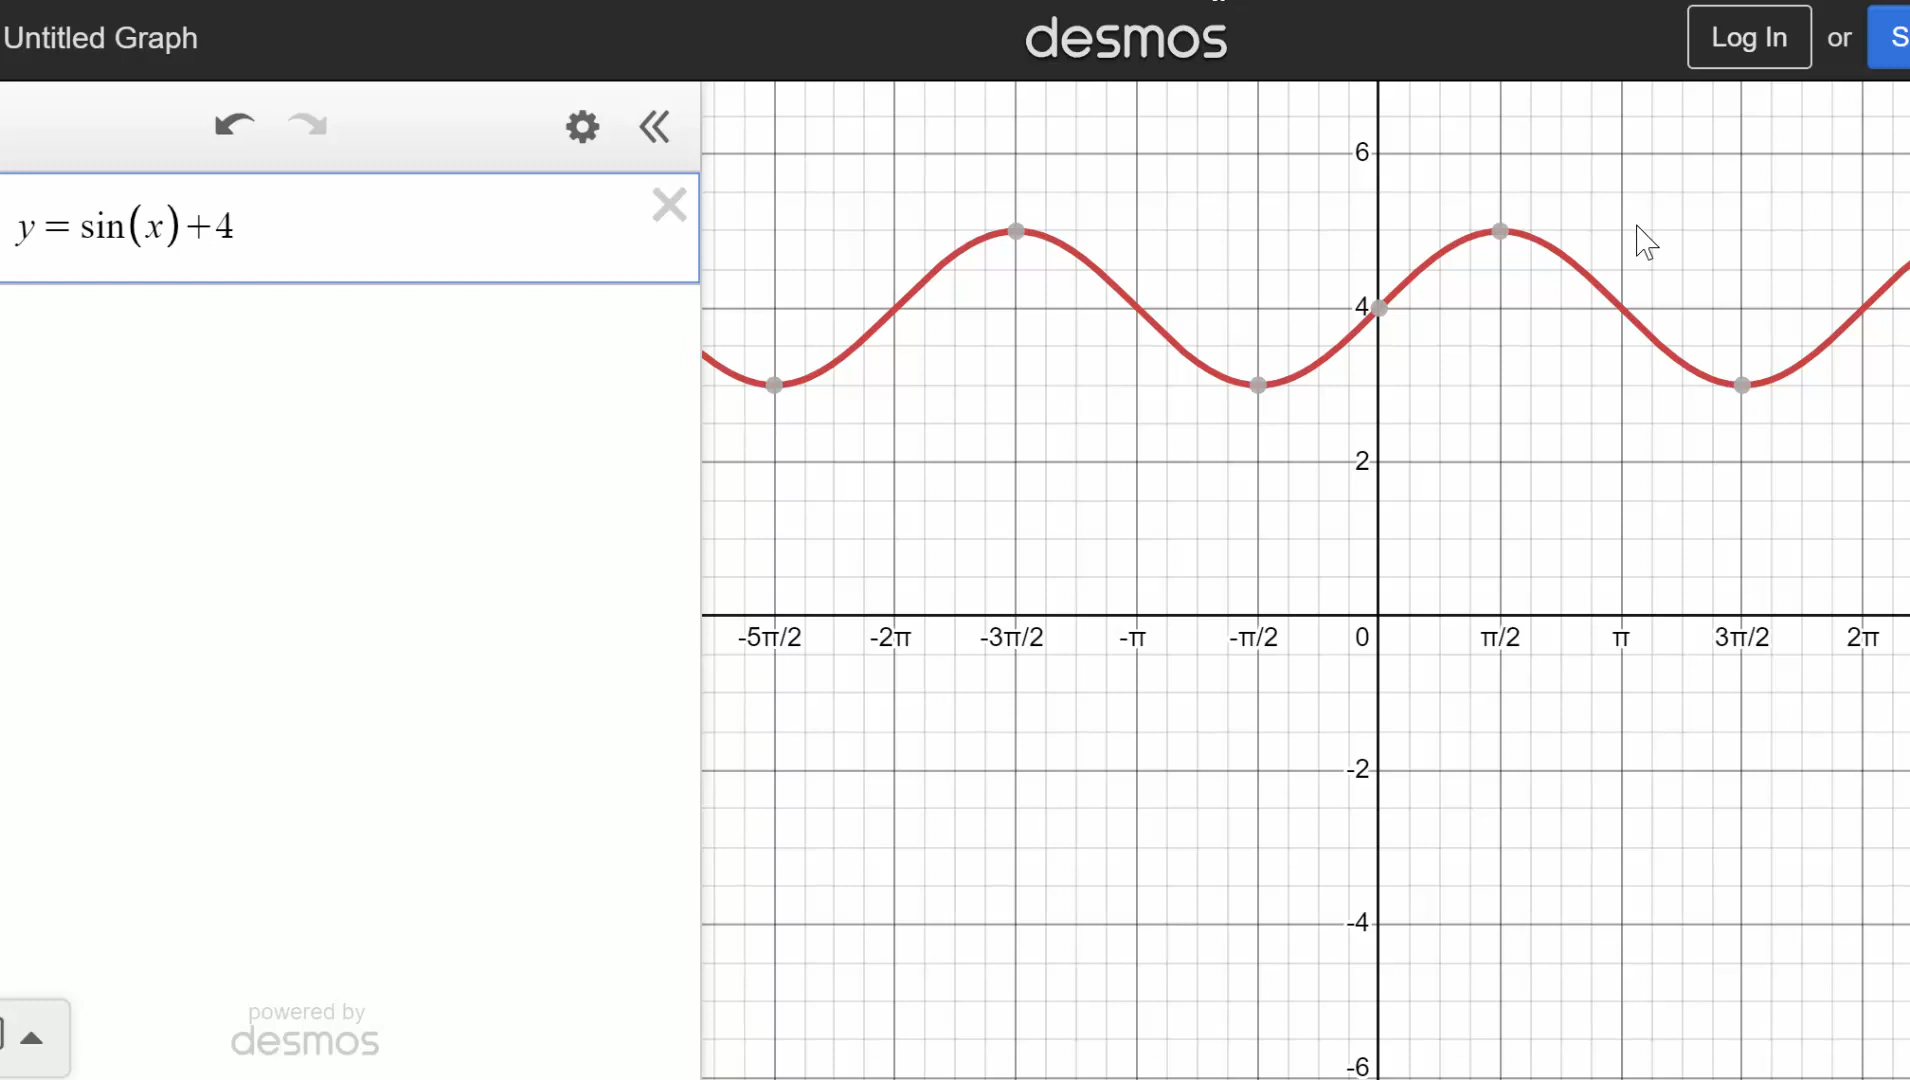 Untitled Graph
desmos
Log In or S
y = sin(x)+4
6
4
2
-5π/2 -2π -3π/2 -π -π/2 0 π/2 π 3π/2 2π
-2
-4
-6
powered by
desmos